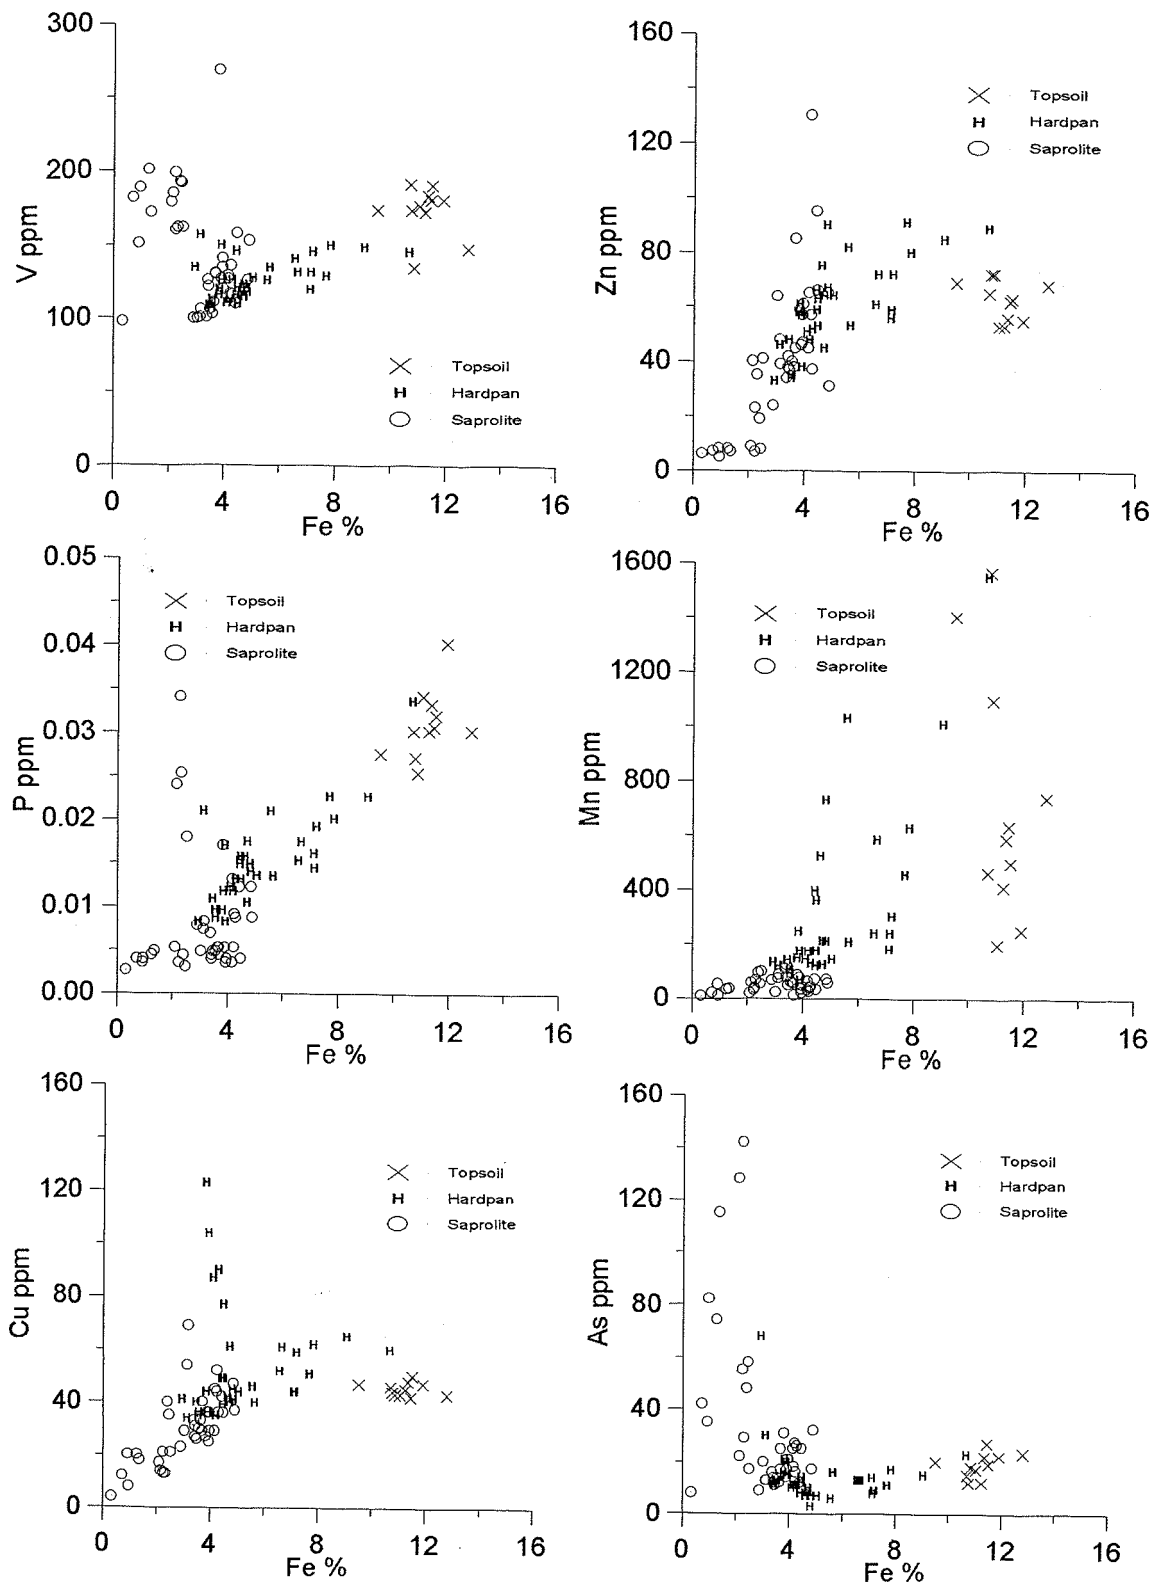 300
200
100
0
V ppm
Topsoil
Hardpan
Saprolite
0 4 8 12 16
Fe %
160
120
80
40
0
Zn ppm
Topsoil
Hardpan
Saprolite
0 4 8 12 16
Fe %
0.05
0.04
0.03
0.02
0.01
0.00
P ppm
Topsoil
Hardpan
Saprolite
0 4 8 12 16
Fe %
1600
1200
800
400
0
Mn ppm
Topsoil
Hardpan
Saprolite
0 4 8 12 16
Fe %
160
120
80
40
0
Cu ppm
Topsoil
Hardpan
Saprolite
0 4 8 12 16
Fe %
160
120
80
40
0
As ppm
Topsoil
Hardpan
Saprolite
0 4 8 12 16
Fe %